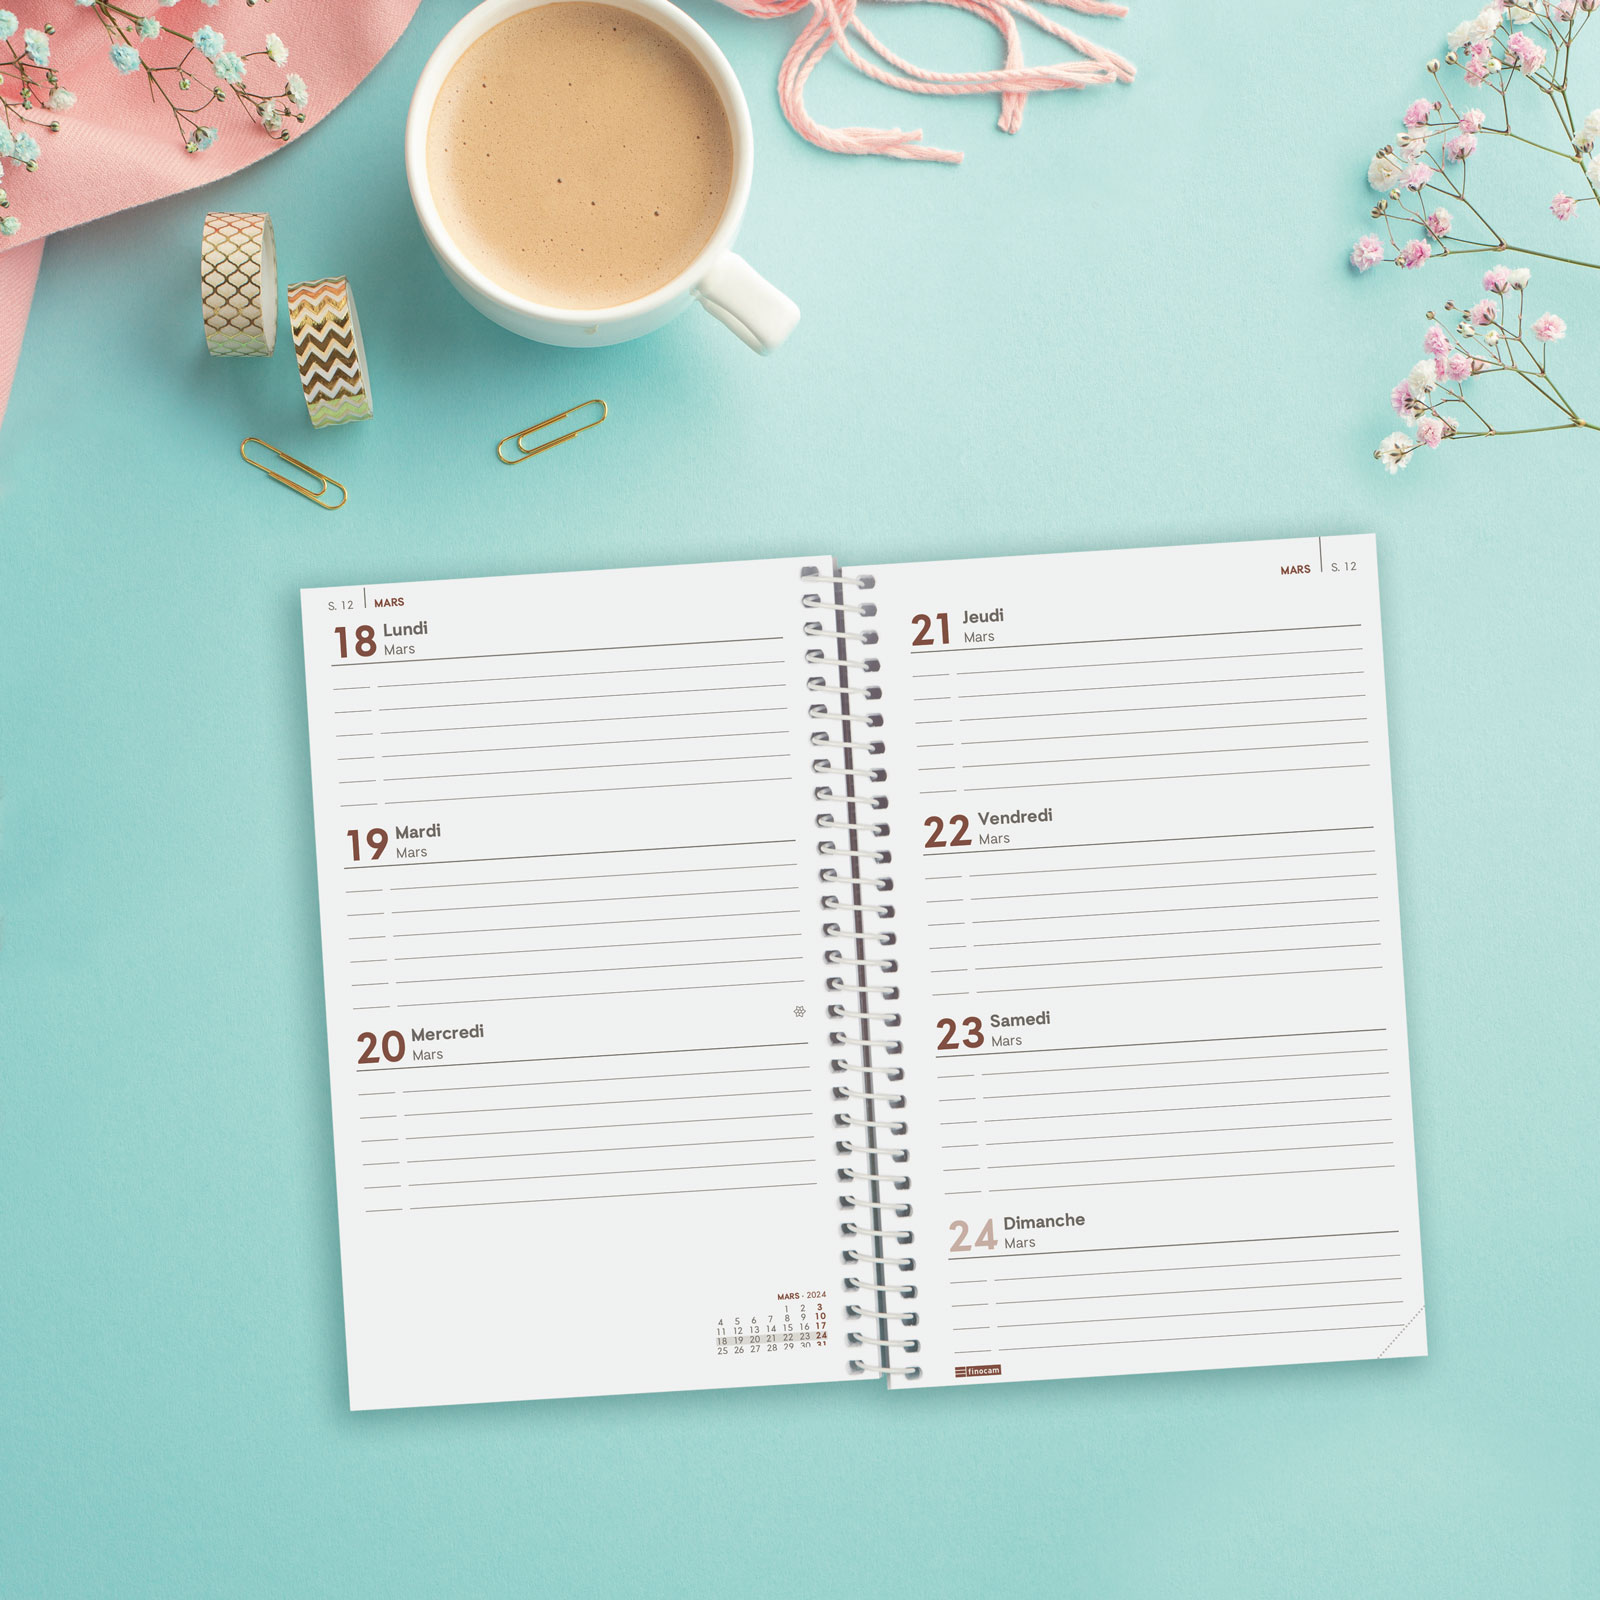 S. 12 MARS
18 Lundi
Mars
19 Mardi
Mars
20 Mercredi
Mars
MARS - 2024
1 2 3
4 5 6 7 8 9 10
11 12 13 14 15 16 17
18 19 20 21 22 23 24
25 26 27 28 29 30 31
MARS S. 12
21 Jeudi
Mars
22 Vendredi
Mars
23 Samedi
Mars
24 Dimanche
Mars
finocam